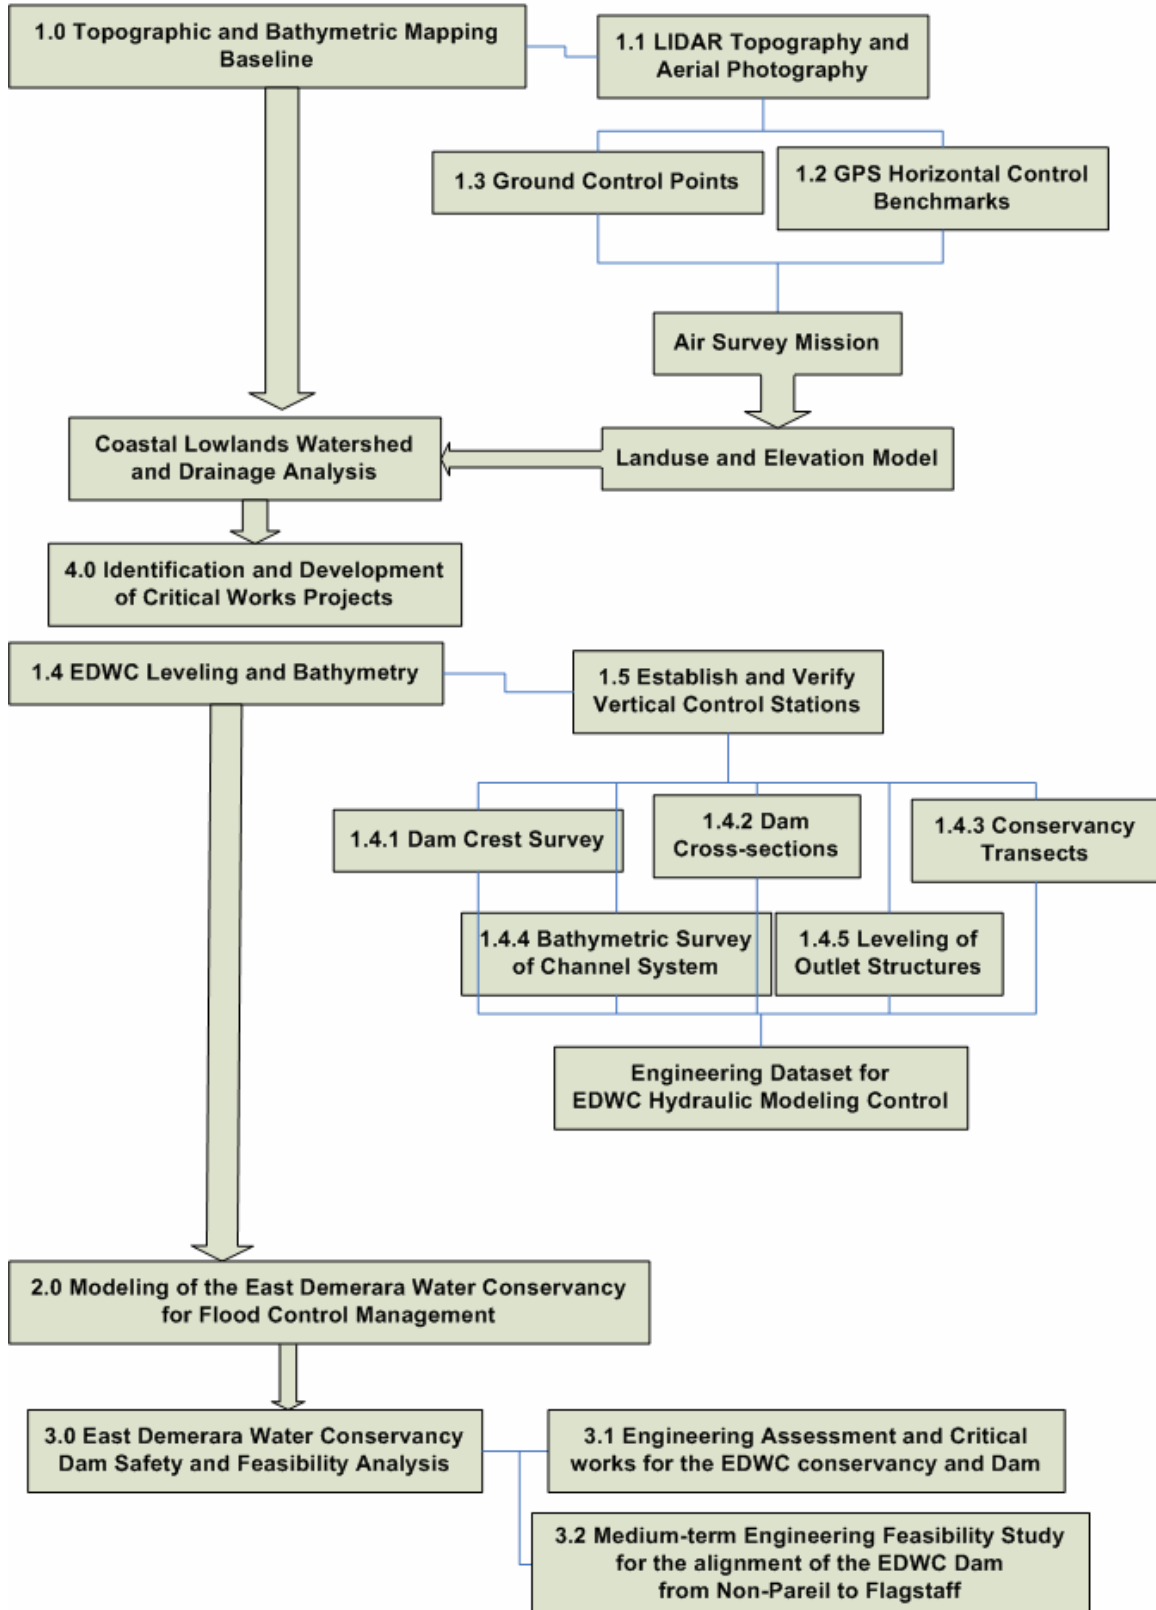 1.0 Topographic and Bathymetric Mapping
Baseline
1.1 LIDAR Topography and
Aerial Photography
1.3 Ground Control Points
1.2 GPS Horizontal Control
Benchmarks
Air Survey Mission
Coastal Lowlands Watershed
and Drainage Analysis
Landuse and Elevation Model
4.0 Identification and Development
of Critical Works Projects
1.4 EDWC Leveling and Bathymetry
1.5 Establish and Verify
Vertical Control Stations
1.4.1 Dam Crest Survey
1.4.2 Dam
Cross-sections
1.4.3 Conservancy
Transects
1.4.4 Bathymetric Survey
of Channel System
1.4.5 Leveling of
Outlet Structures
Engineering Dataset for
EDWC Hydraulic Modeling Control
2.0 Modeling of the East Demerara Water Conservancy
for Flood Control Management
3.0 East Demerara Water Conservancy
Dam Safety and Feasibility Analysis
3.1 Engineering Assessment and Critical
works for the EDWC conservancy and Dam
3.2 Medium-term Engineering Feasibility Study
for the alignment of the EDWC Dam
from Non-Pareil to Flagstaff